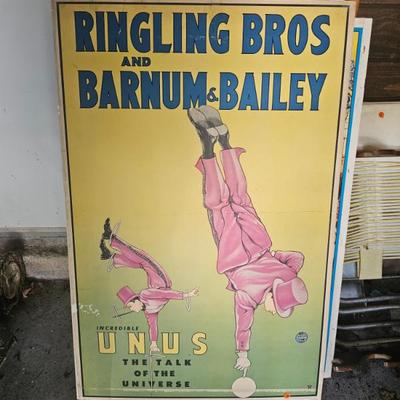 RINGLING BROS
AND
BARNUM & BAILEY
INCREDIBLE
UNUS
THE TALK
OF THE
UNIVERSE